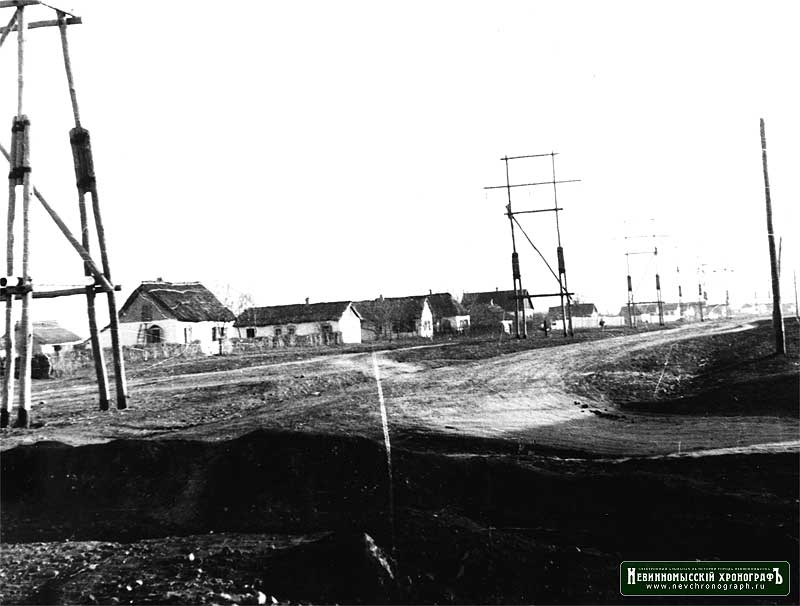 Невинномысскій хронографъ
www.nevchronograph.ru